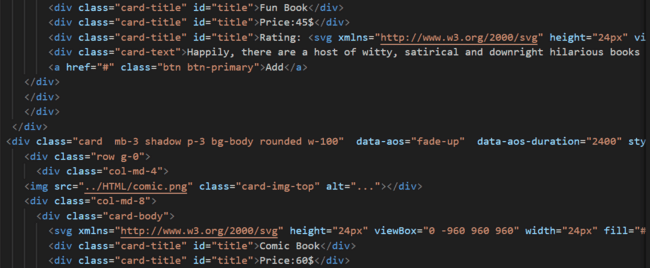 <div class="card-title" id="title">Fun Book</div>
<div class="card-title" id="title">Price:45$</div>
<div class="card-title" id="title">Rating: <svg xmlns="http://www.w3.org/2000/svg" height="24px" vi
<div class="card-text">Happily, there are a host of witty, satirical and downright hilarious books
<a href="#" class="btn btn-primary">Add</a>
</div>
</div>
</div>
</div>
<div class="card  mb-3 shadow p-3 bg-body rounded w-100"  data-aos="fade-up"  data-aos-duration="2400" sty
<div class="row g-0">
<div class="col-md-4">
<img src="../HTML/comic.png" class="card-img-top" alt="..."></div>
<div class="col-md-8">
<div class="card-body">
<svg xmlns="http://www.w3.org/2000/svg" height="24px" viewBox="0 -960 960 960" width="24px" fill="#
<div class="card-title" id="title">Comic Book</div>
<div class="card-title" id="title">Price:60$</div>